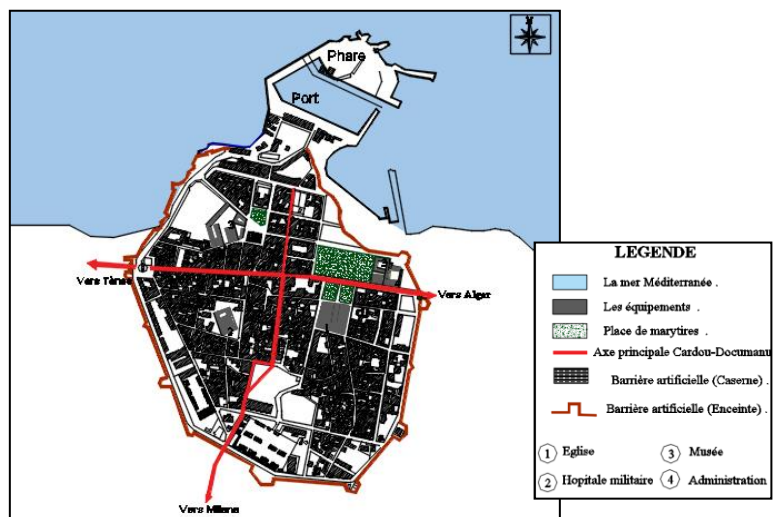 N
Phare
Port
Vers Ténes
Vers Alger
Vers Miliana
LEGENDE
La mer Méditerranée .
Les équipements .
Place de marytires .
Axe principale Cardou-Documanu
Barrière artificielle (Caserne) .
Barrière artificielle (Enceinte) .
1 Eglise
3 Musée
2 Hopitale militaire
4 Administration